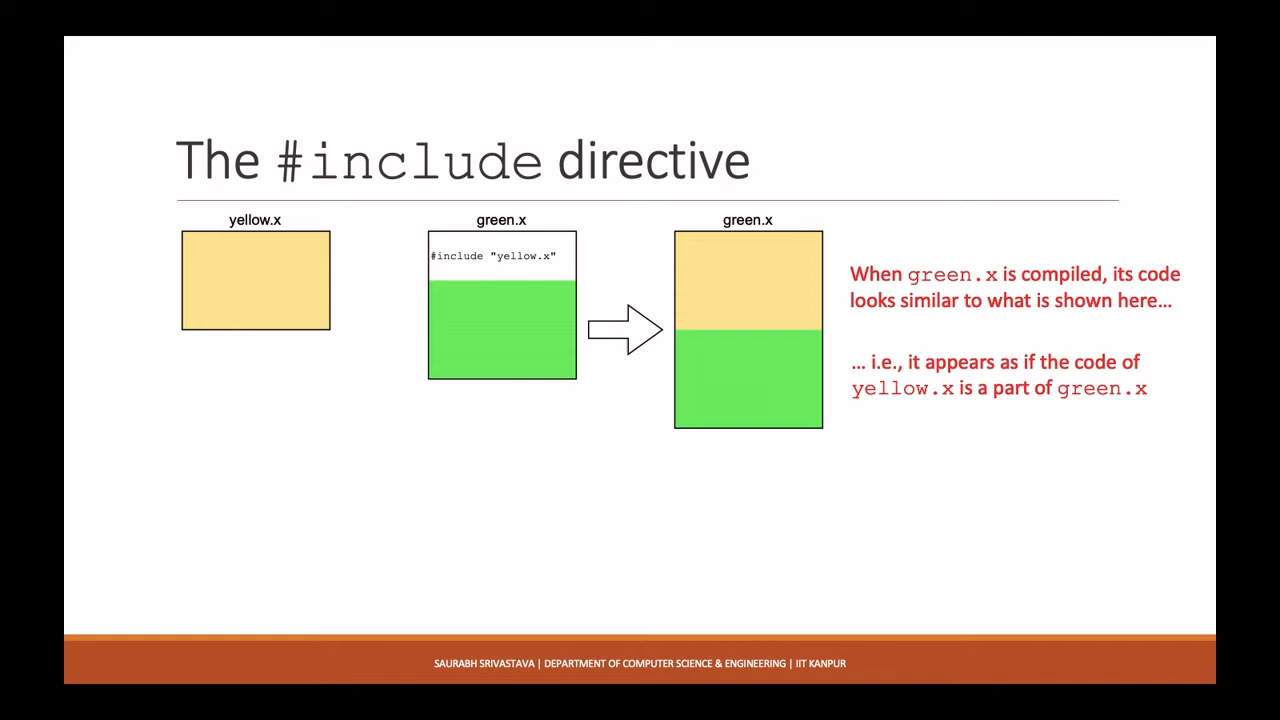 The #include directive
yellow.x
green.x
green.x
#include "yellow.x"
When green.x is compiled, its code
looks similar to what is shown here…
… i.e., it appears as if the code of
yellow.x is a part of green.x
SAURABH SRIVASTAVA | DEPARTMENT OF COMPUTER SCIENCE & ENGINEERING | IIT KANPUR